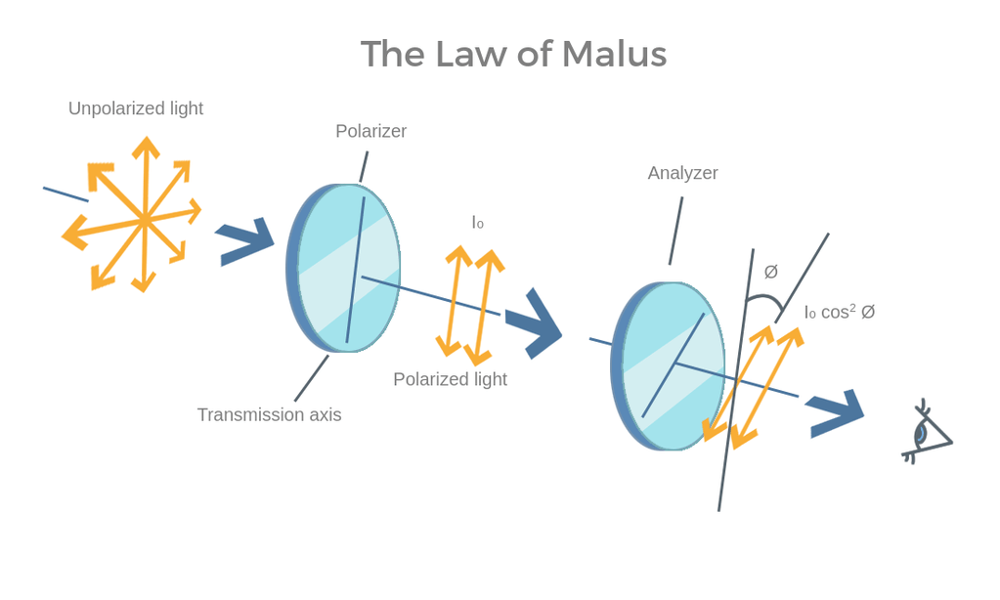 The Law of Malus
Unpolarized light
Polarizer
Analyzer
I₀
Ø
I₀ cos² Ø
Polarized light
Transmission axis